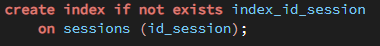 create index if not exists index_id_session
on sessions (id_session);